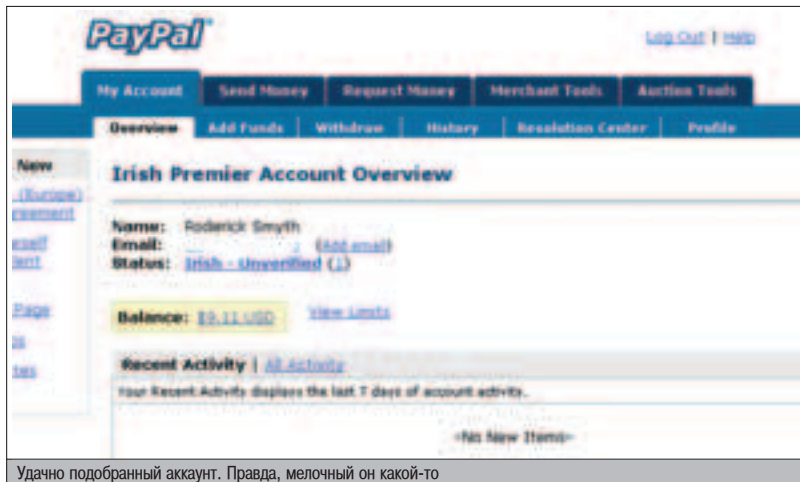 PayPal
Log Out | Help
My Account Send Money Request Money Merchant Tools Auction Tools
Overview Add Funds Withdraw History Resolution Center Profile
New
(Europe)
Irish Premier Account Overview
Name: Roderick Smyth
Email: (Add email)
Status: Irish - Unverified (1)
Page
Balance: $9.11 USD View Limits
Recent Activity | All Activity
Your Recent Activity displays the last 7 days of account activity.
-No New Items-
Удачно подобранный аккаунт. Правда, мелочный он какой-то